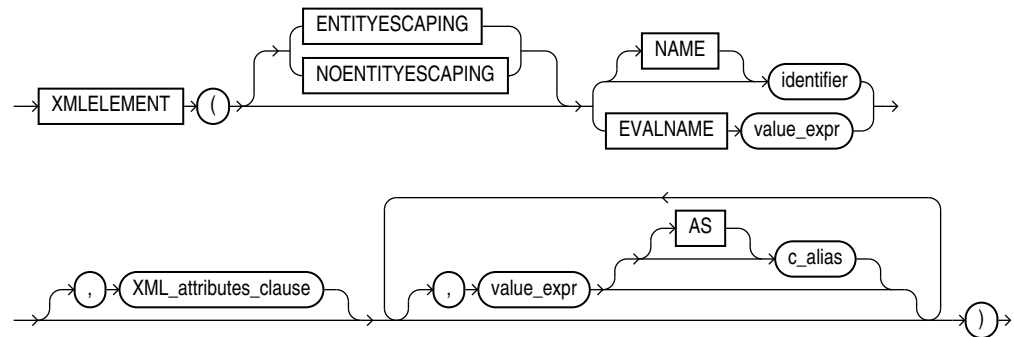 ENTITYESCAPING
NOENTITYESCAPING
NAME
identifier
XMLELEMENT (
EVALNAME value_expr
AS
c_alias
, XML_attributes_clause , value_expr
)